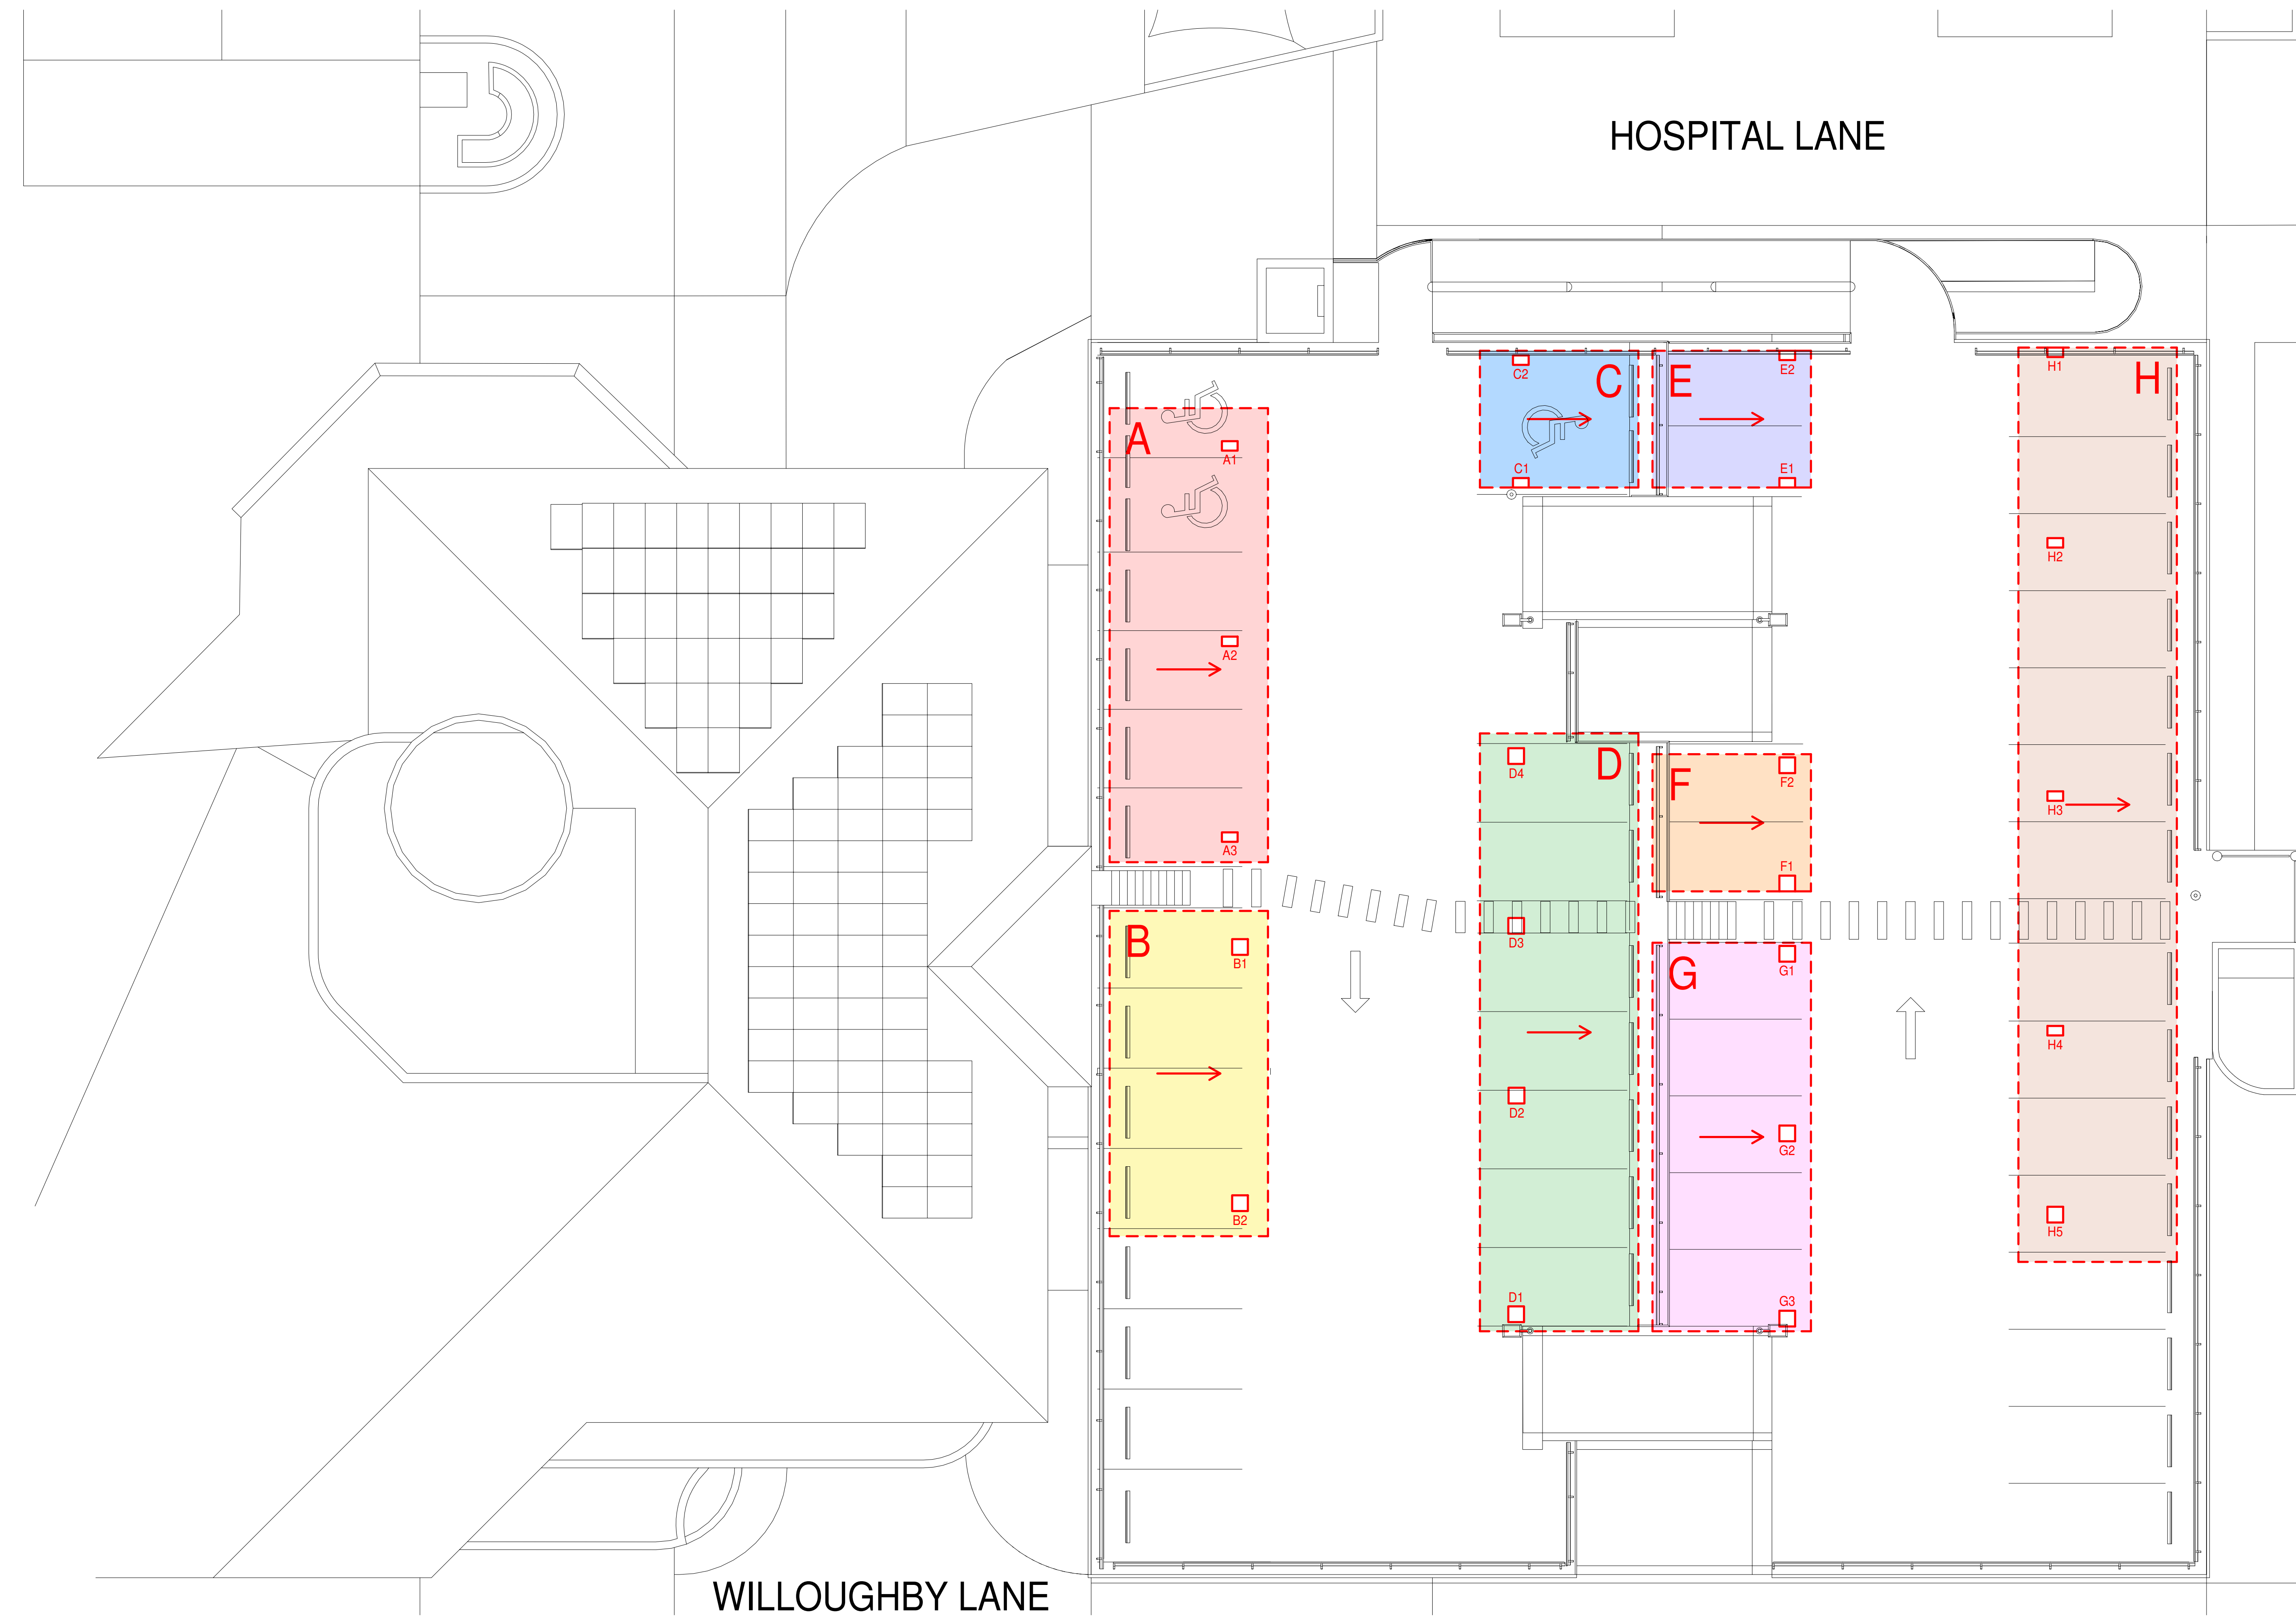 HOSPITAL LANE
A
A1
A2
A3
B
B1
B2
C
C2
C1
E
E2
E1
D
D4
D3
D2
D1
F
F2
F1
G
G1
G2
G3
H
H1
H2
H3
H4
H5
WILLOUGHBY LANE